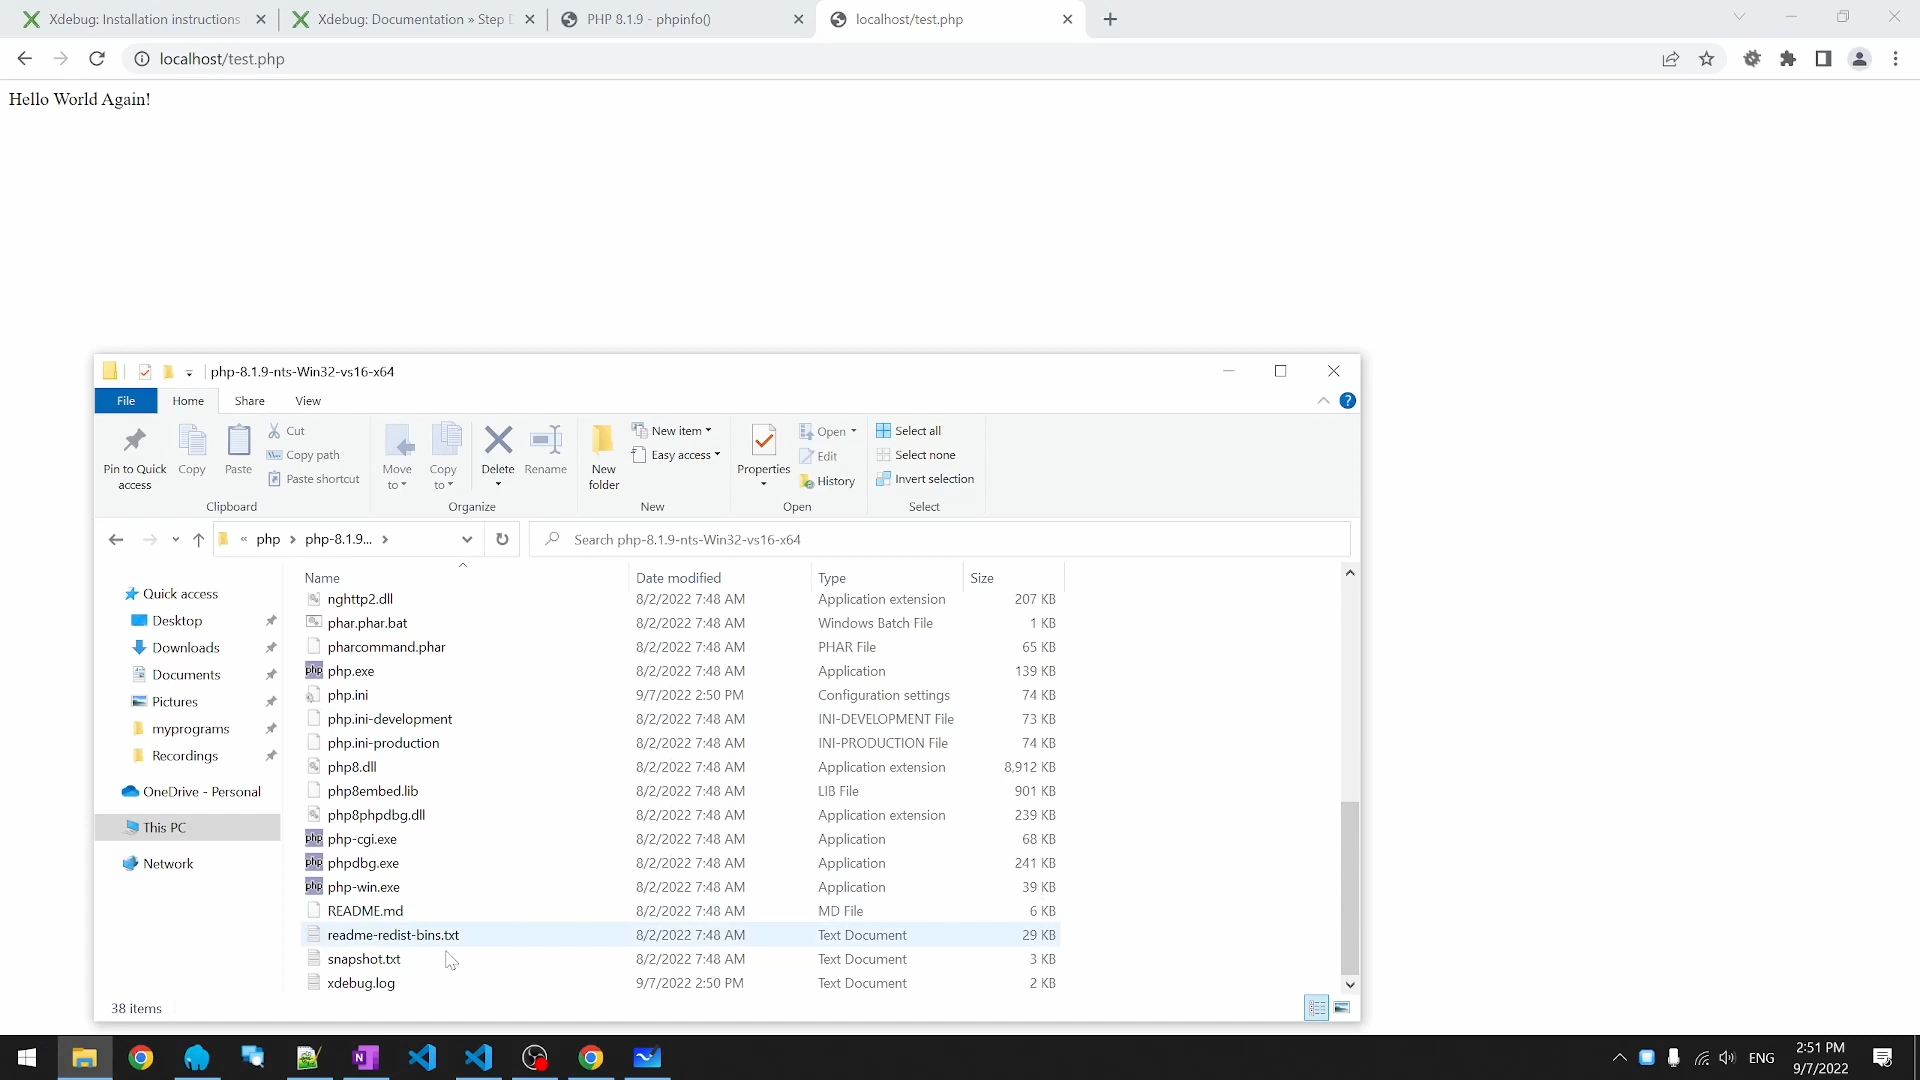 Xdebug: Installation instructions
Xdebug: Documentation » Step D
PHP 8.1.9 - phpinfo()
localhost/test.php
localhost/test.php
Hello World Again!
php-8.1.9-nts-Win32-vs16-x64
File
Home
Share
View
Pin to Quick access
Copy
Paste
Cut
Copy path
Paste shortcut
Clipboard
Move to
Copy to
Delete
Rename
Organize
New folder
New item
Easy access
New
Properties
Open
Edit
History
Open
Select all
Select none
Invert selection
Select
« php > php-8.1.9... >
Search php-8.1.9-nts-Win32-vs16-x64
Quick access
Desktop
Downloads
Documents
Pictures
myprograms
Recordings
OneDrive - Personal
This PC
Network
Name Date modified Type Size
nghttp2.dll 8/2/2022 7:48 AM Application extension 207 KB
phar.phar.bat 8/2/2022 7:48 AM Windows Batch File 1 KB
pharcommand.phar 8/2/2022 7:48 AM PHAR File 65 KB
php.exe 8/2/2022 7:48 AM Application 139 KB
php.ini 9/7/2022 2:50 PM Configuration settings 74 KB
php.ini-development 8/2/2022 7:48 AM INI-DEVELOPMENT File 73 KB
php.ini-production 8/2/2022 7:48 AM INI-PRODUCTION File 74 KB
php8.dll 8/2/2022 7:48 AM Application extension 8,912 KB
php8embed.lib 8/2/2022 7:48 AM LIB File 901 KB
php8phpdbg.dll 8/2/2022 7:48 AM Application extension 239 KB
php-cgi.exe 8/2/2022 7:48 AM Application 68 KB
phpdbg.exe 8/2/2022 7:48 AM Application 241 KB
php-win.exe 8/2/2022 7:48 AM Application 39 KB
README.md 8/2/2022 7:48 AM MD File 6 KB
readme-redist-bins.txt 8/2/2022 7:48 AM Text Document 29 KB
snapshot.txt 8/2/2022 7:48 AM Text Document 3 KB
xdebug.log 9/7/2022 2:50 PM Text Document 2 KB
38 items
ENG
2:51 PM
9/7/2022